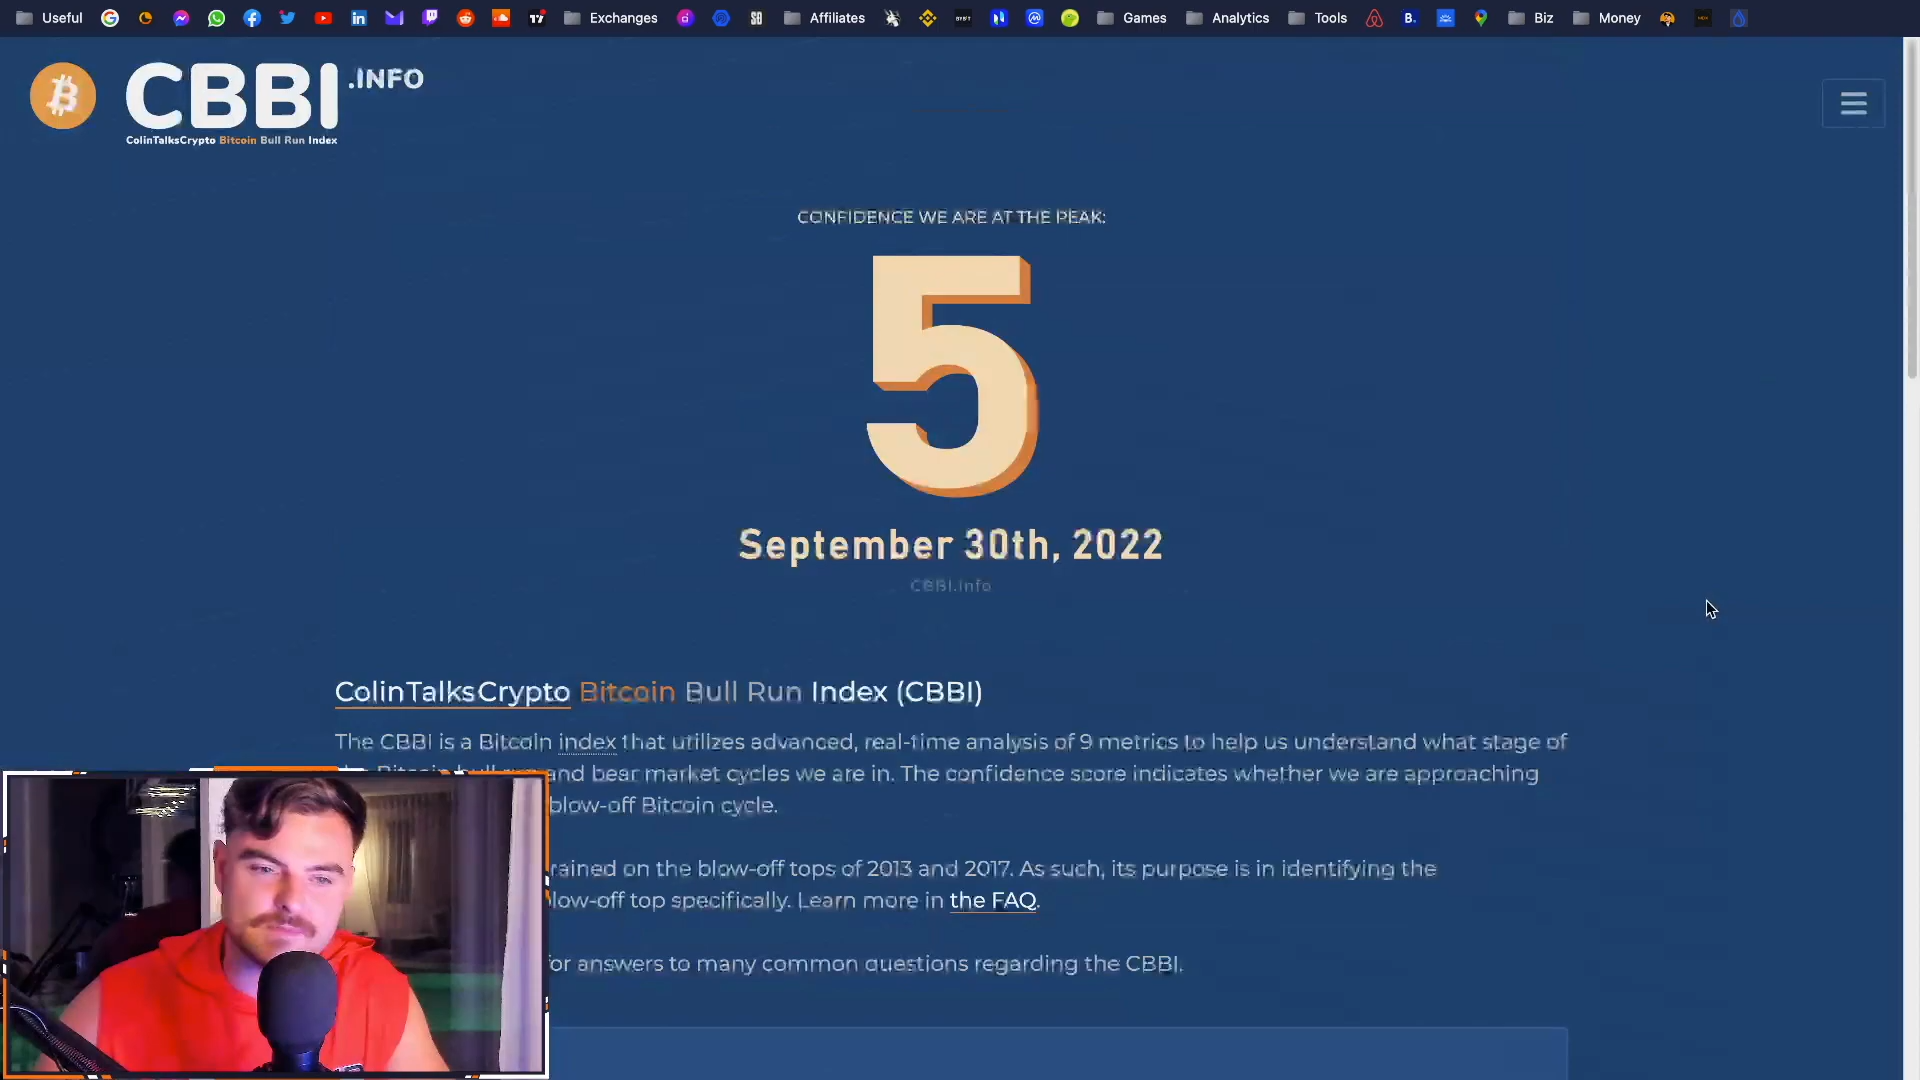 Useful Exchanges Affiliates Games Analytics Tools Biz Money
CBBI .INFO
ColinTalksCrypto Bitcoin Bull Run Index
CONFIDENCE WE ARE AT THE PEAK:
5
September 30th, 2022
CBBI.info
ColinTalksCrypto Bitcoin Bull Run Index (CBBI)
The CBBI is a Bitcoin index that utilizes advanced, real-time analysis of 9 metrics to help us understand what stage of
the Bitcoin bull run and bear market cycles we are in. The confidence score indicates whether we are approaching
blow-off Bitcoin cycle.
rained on the blow-off tops of 2013 and 2017. As such, its purpose is in identifying the
low-off top specifically. Learn more in the FAQ.
for answers to many common questions regarding the CBBI.